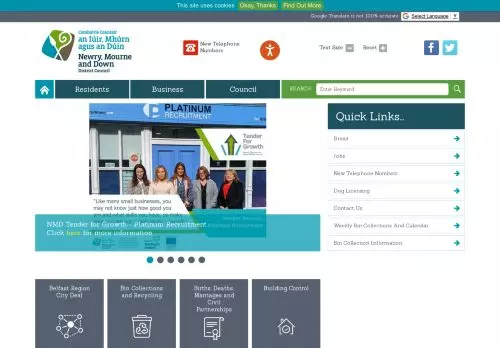 This site uses cookies Okay, Thanks Find Out More
Google Translate is not 100% accurate Select Language
Comhairle Ceantair
an Iúir, Mhúrn
agus an Dúin
Newry, Mourne
and Down
District Council
New Telephone
Numbers
Text Size
Reset
Residents
Business
Council
SEARCH
Enter Keyword
PLATINUM
RECRUITMENT
Tender
For
Growth
"Like many small businesses, you
may not know just how good you
NMD Tender for Growth - Platinum Recruitment
Click here for more information
Quick Links..
Brexit
Jobs
New Telephone Numbers
Dog Licensing
Contact Us
Weekly Bin Collections And Calendar
Bin Collection Information
Belfast Region
City Deal
Bin Collections
and Recycling
Births, Deaths,
Marriages and
Civil
Partnerships
Building Control